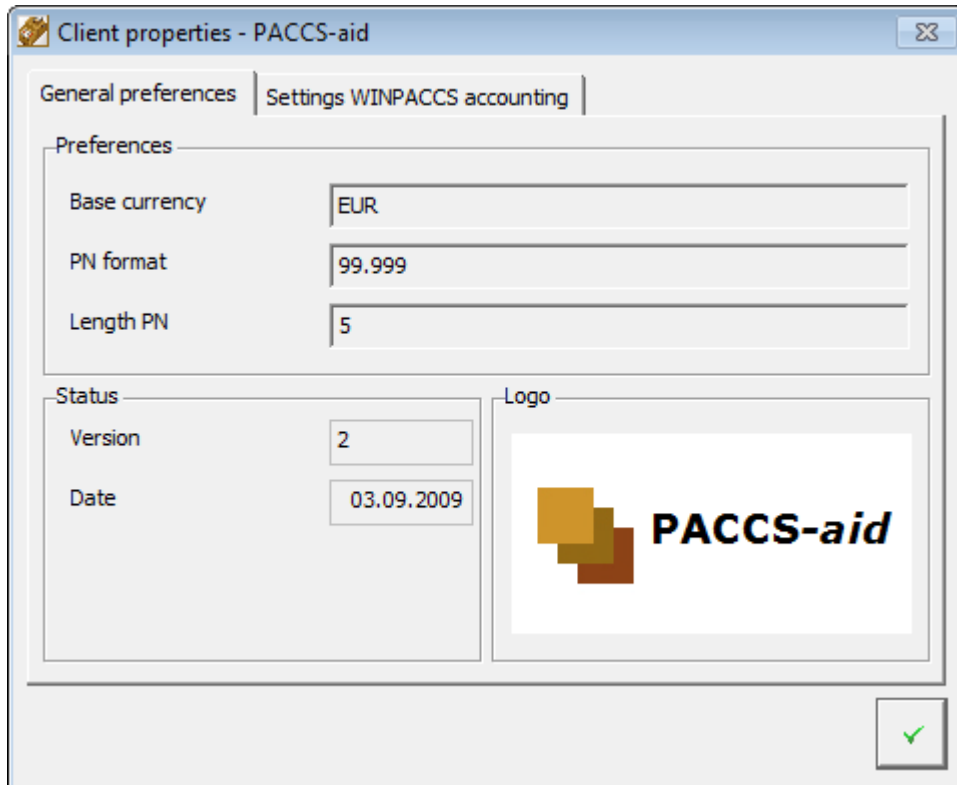 Client properties - PACCS-aid
General preferences
Settings WINPACCS accounting
Preferences
Base currency
EUR
PN format
99.999
Length PN
5
Status
Version
2
Date
03.09.2009
Logo
PACCS-aid